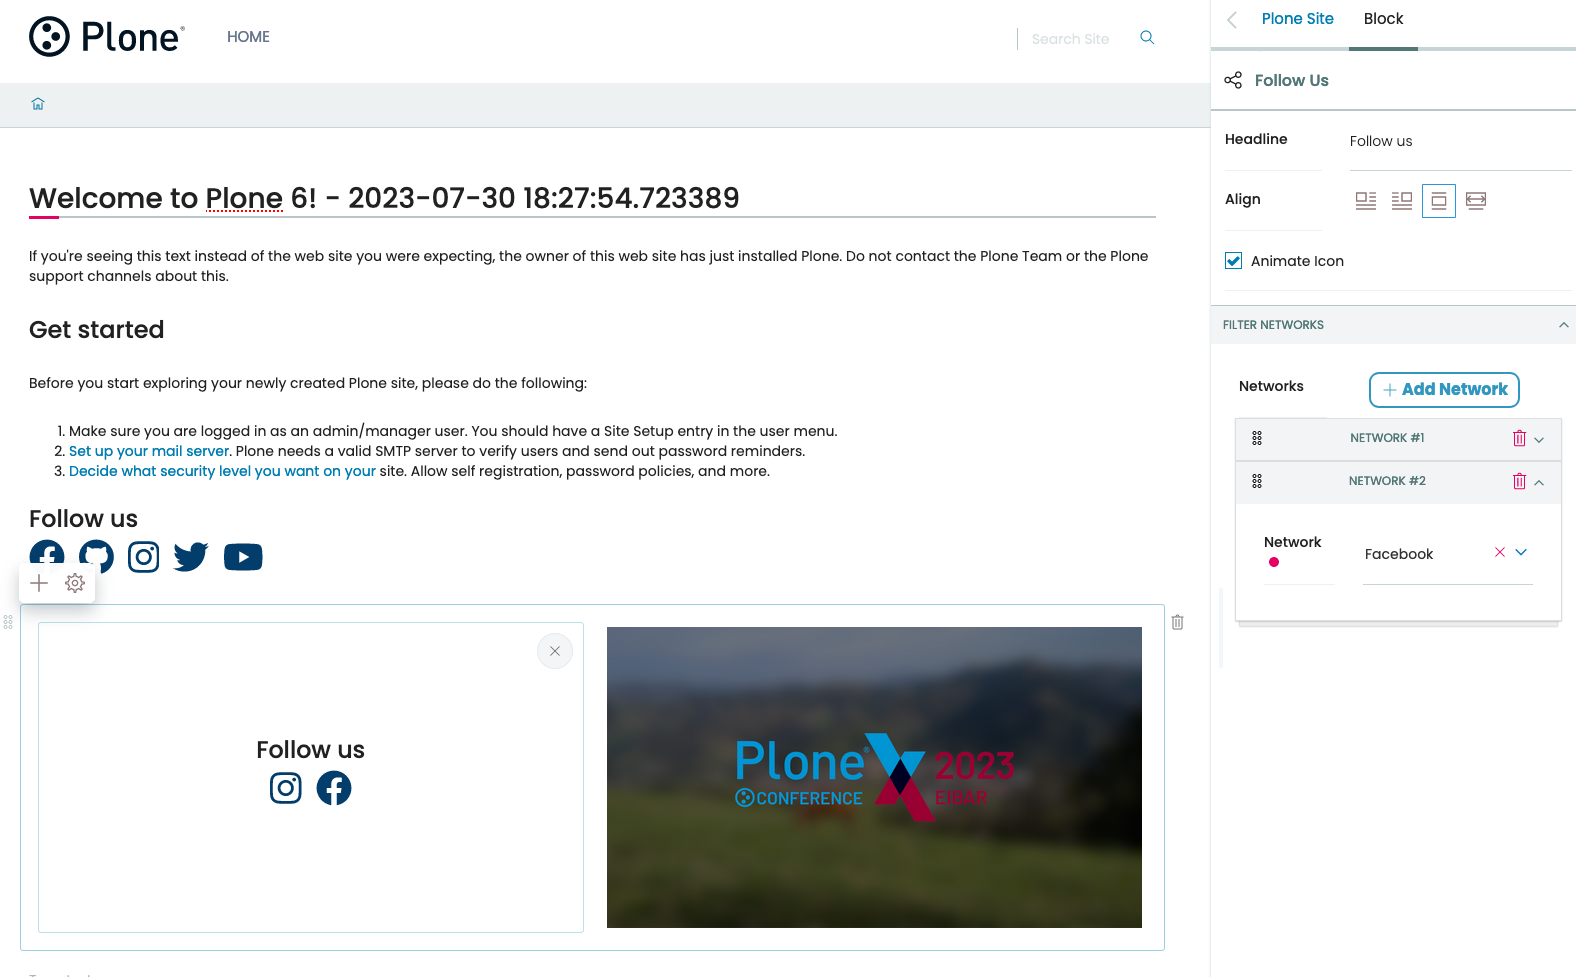 Plone®
HOME
Search Site
Welcome to Plone 6! - 2023-07-30 18:27:54.723389
If you're seeing this text instead of the web site you were expecting, the owner of this web site has just installed Plone. Do not contact the Plone Team or the Plone
support channels about this.
Get started
Before you start exploring your newly created Plone site, please do the following:
1. Make sure you are logged in as an admin/manager user. You should have a Site Setup entry in the user menu.
2. Set up your mail server. Plone needs a valid SMTP server to verify users and send out password reminders.
3. Decide what security level you want on your site. Allow self registration, password policies, and more.
Follow us
Follow us
Plone® 2023
CONFERENCE EIBAR
Plone Site Block
Follow Us
Headline Follow us
Align
Animate Icon
FILTER NETWORKS
Networks + Add Network
NETWORK #1
NETWORK #2
Network
Facebook